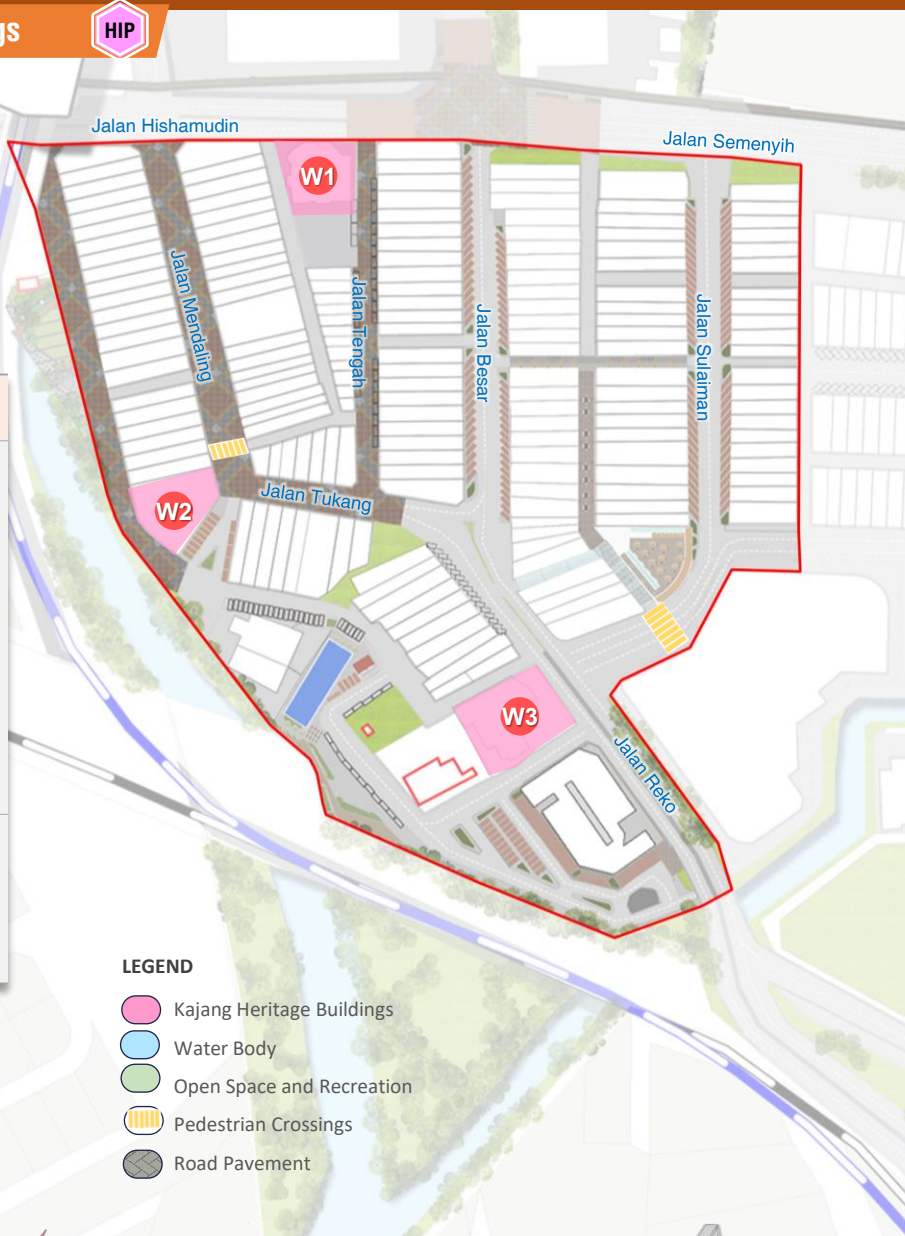 gs
HIP
Jalan Hishamudin
Jalan Semenyih
W1
Jalan Mendaling
Jalan Tengah
Jalan Besar
Jalan Sulaiman
Jalan Tukang
W2
W3
Jalan Reko
LEGEND
Kajang Heritage Buildings
Water Body
Open Space and Recreation
Pedestrian Crossings
Road Pavement